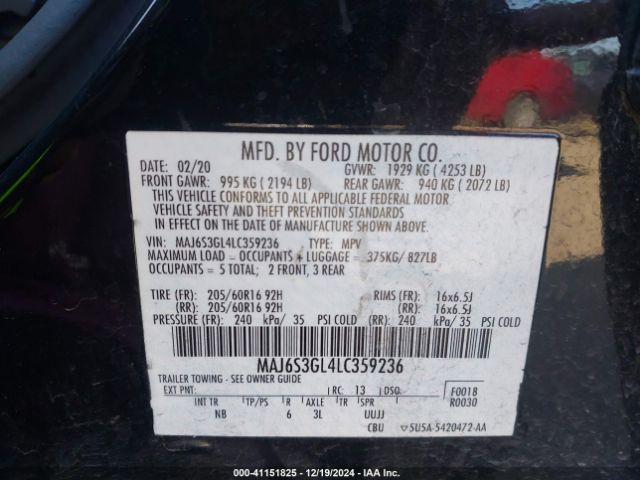 MFD. BY FORD MOTOR CO.
DATE: 02/20 GVWR: 1929 KG ( 4253 LB)
FRONT GAWR: 995 KG ( 2194 LB) REAR GAWR: 940 KG ( 2072 LB)
THIS VEHICLE CONFORMS TO ALL APPLICABLE FEDERAL MOTOR
VEHICLE SAFETY AND THEFT PREVENTION STANDARDS
IN EFFECT ON THE DATE OF MANUFACTURE SHOWN ABOVE.
VIN: MAJ6S3GL4LC359236 TYPE: MPV
MAXIMUM LOAD = OCCUPANTS + LUGGAGE = 375KG/ 827LB
OCCUPANTS = 5 TOTAL; 2 FRONT, 3 REAR
TIRE (FR): 205/60R16 92H RIMS (FR): 16x6.5J
(RR): 205/60R16 92H (RR): 16x6.5J
PRESSURE (FR): 240 kPa/ 35 PSI COLD (RR): 240 kPa/ 35 PSI COLD
MAJ6S3GL4LC359236
TRAILER TOWING - SEE OWNER GUIDE
EXT PNT: RC: 13 DSO: F0018
R0030
INT TR TP/PS R AXLE TR SPR
NB 6 3L UUJJ
CBU 5U5A-5420472-AA
000-41151825 - 12/19/2024 - IAA Inc.